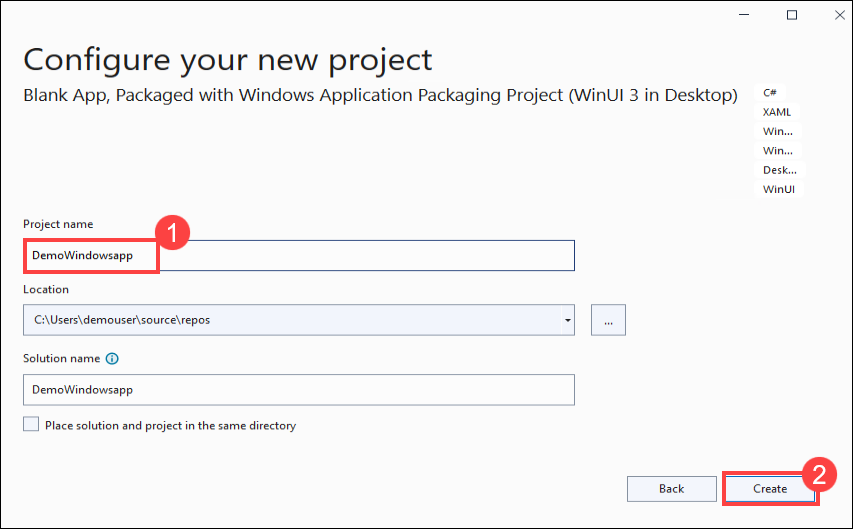 Configure your new project
Blank App, Packaged with Windows Application Packaging Project (WinUI 3 in Desktop)
C#
XAML
Win...
Win...
Desk...
WinUI
Project name
1
DemoWindowsapp
Location
C:\Users\demouser\source\repos
...
Solution name
DemoWindowsapp
Place solution and project in the same directory
Back
Create
2